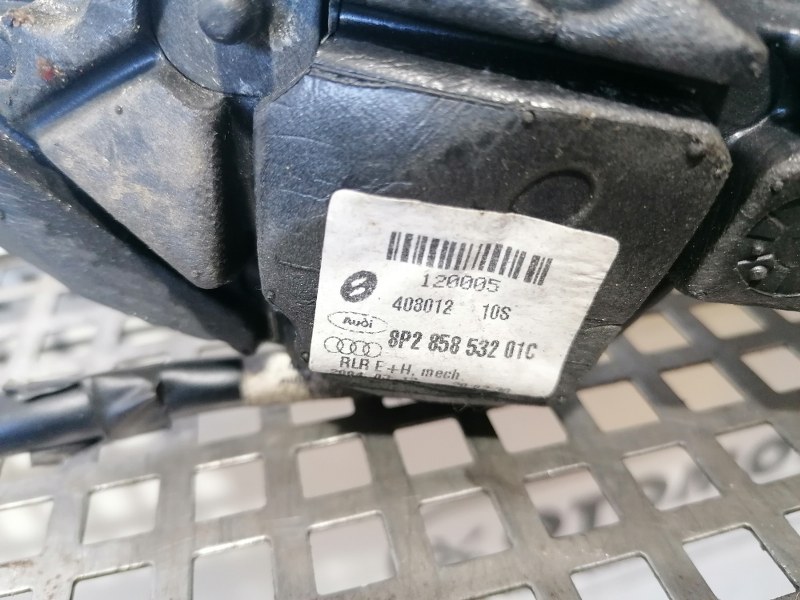 120005
408012 10S
Audi
8P2 858 532 01C
RLR E+H, mech